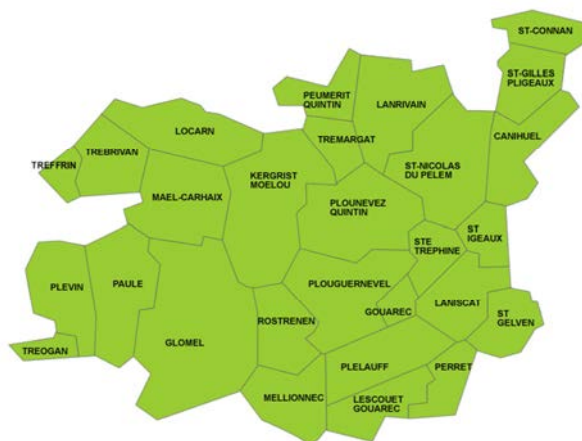 ST-CONNAN
ST-GILLES
PLIGEAUX
PEUMERIT
QUINTIN
LANRIVAIN
LOCARN
TREMARGAT
CANIHUEL
TREBRIVAN
TREFFRIN
ST-NICOLAS
DU PELEM
KERGRIST
MOELOU
MAEL-CARHAIX
PLOUNEVEZ
QUINTIN
ST
IGEAUX
STE
TREPHINE
PLEVIN
PAULE
PLOUGUERNEVEL
LANISCAT
GOUAREC
ST
GELVEN
ROSTRENEN
GLOMEL
TREOGAN
PLELAUFF
PERRET
MELLIONNEC
LESCOUET
GOUAREC